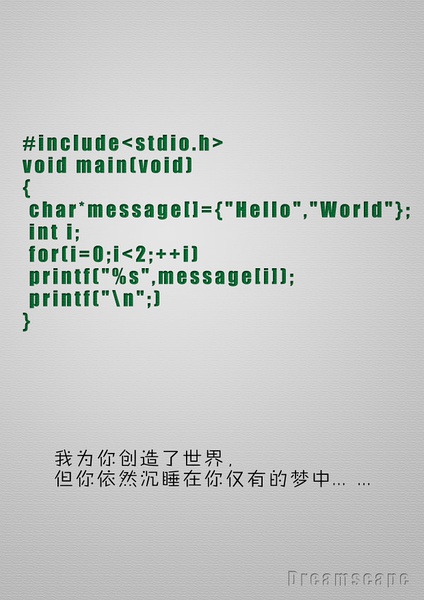 #include<stdio.h>
void main(void)
{
char*message[]={"Hello","World"};
int i;
for(i=0;i<2;++i)
printf("%s",message[i]);
printf("\n";)
}
我为你创造了世界，
但你依然沉睡在你仅有的梦中... ...
Dreamscape